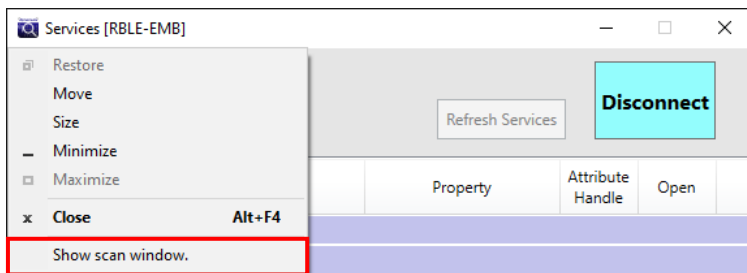 Services [RBLE-EMB]
Restore
Move
Size
Minimize
Maximize
x Close Alt+F4
Show scan window.
Refresh Services
Disconnect
Property
Attribute
Handle
Open